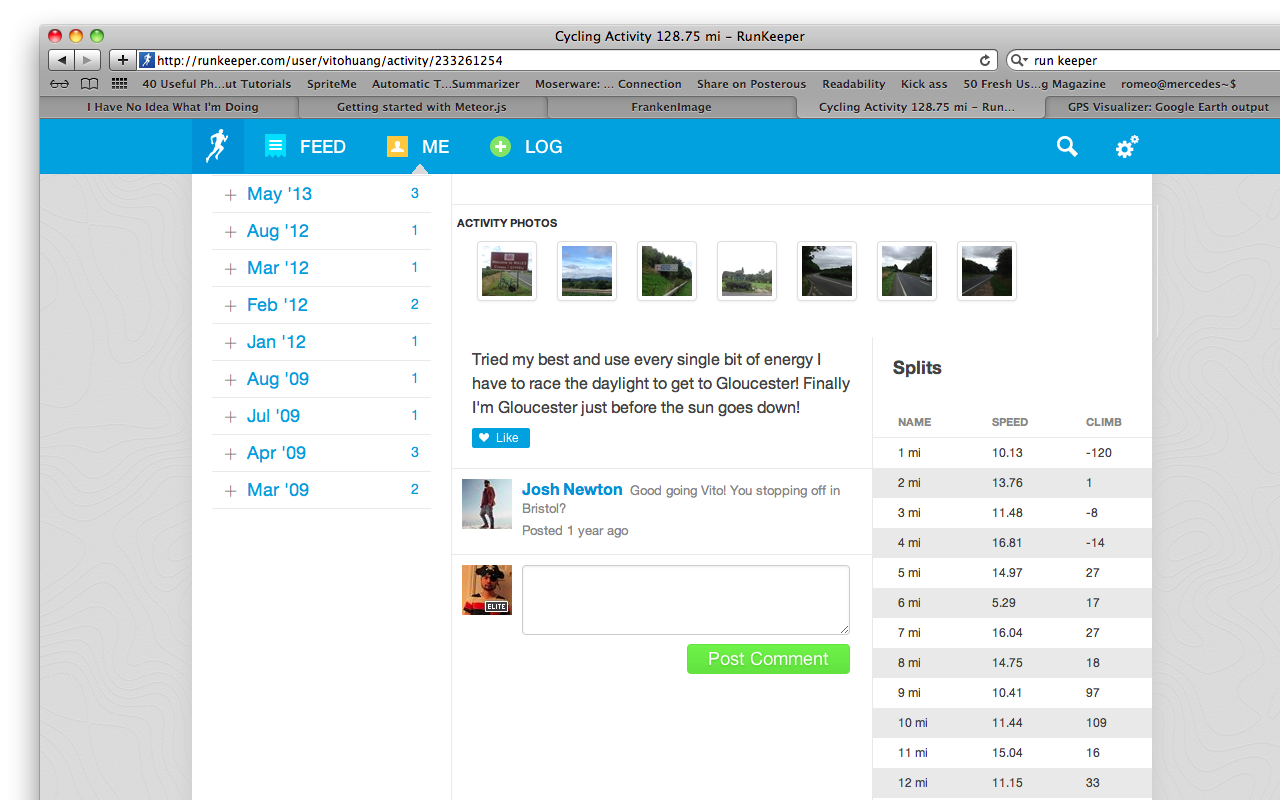 Cycling Activity 128.75 mi – RunKeeper
http://runkeeper.com/user/vitohuang/activity/233261254
run keeper
40 Useful Ph...ut Tutorials SpriteMe Automatic T...Summarizer Moserware: ... Connection Share on Posterous Readability Kick ass 50 Fresh Us...g Magazine romeo@mercedes~$
I Have No Idea What I'm Doing Getting started with Meteor.js FrankenImage Cycling Activity 128.75 mi – Run... GPS Visualizer: Google Earth output
FEED ME LOG
May '13 3
Aug '12 1
Mar '12 1
Feb '12 2
Jan '12 1
Aug '09 1
Jul '09 1
Apr '09 3
Mar '09 2
ACTIVITY PHOTOS
Tried my best and use every single bit of energy I
have to race the daylight to get to Gloucester! Finally
I'm Gloucester just before the sun goes down!
Like
Josh Newton Good going Vito! You stopping off in
Bristol?
Posted 1 year ago
ELITE
Post Comment
Splits
NAME SPEED CLIMB
1 mi 10.13 -120
2 mi 13.76 1
3 mi 11.48 -8
4 mi 16.81 -14
5 mi 14.97 27
6 mi 5.29 17
7 mi 16.04 27
8 mi 14.75 18
9 mi 10.41 97
10 mi 11.44 109
11 mi 15.04 16
12 mi 11.15 33